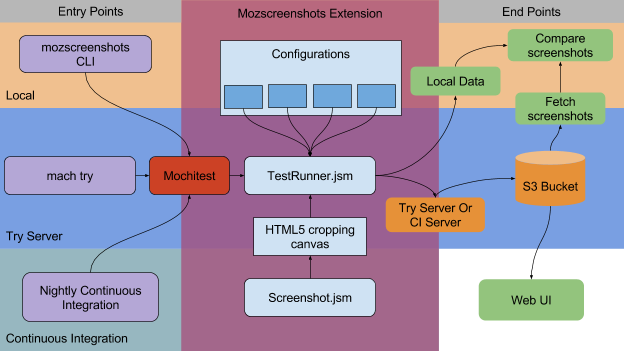 Entry Points
Mozscreenshots Extension
End Points
mozscreenshots
CLI
Configurations
Compare
screenshots
Local Data
Local
Fetch
screenshots
mach try
Mochitest
TestRunner.jsm
S3 Bucket
Try Server Or
CI Server
Try Server
HTML5 cropping
canvas
Nightly Continuous
Integration
Screenshot.jsm
Web UI
Continuous Integration